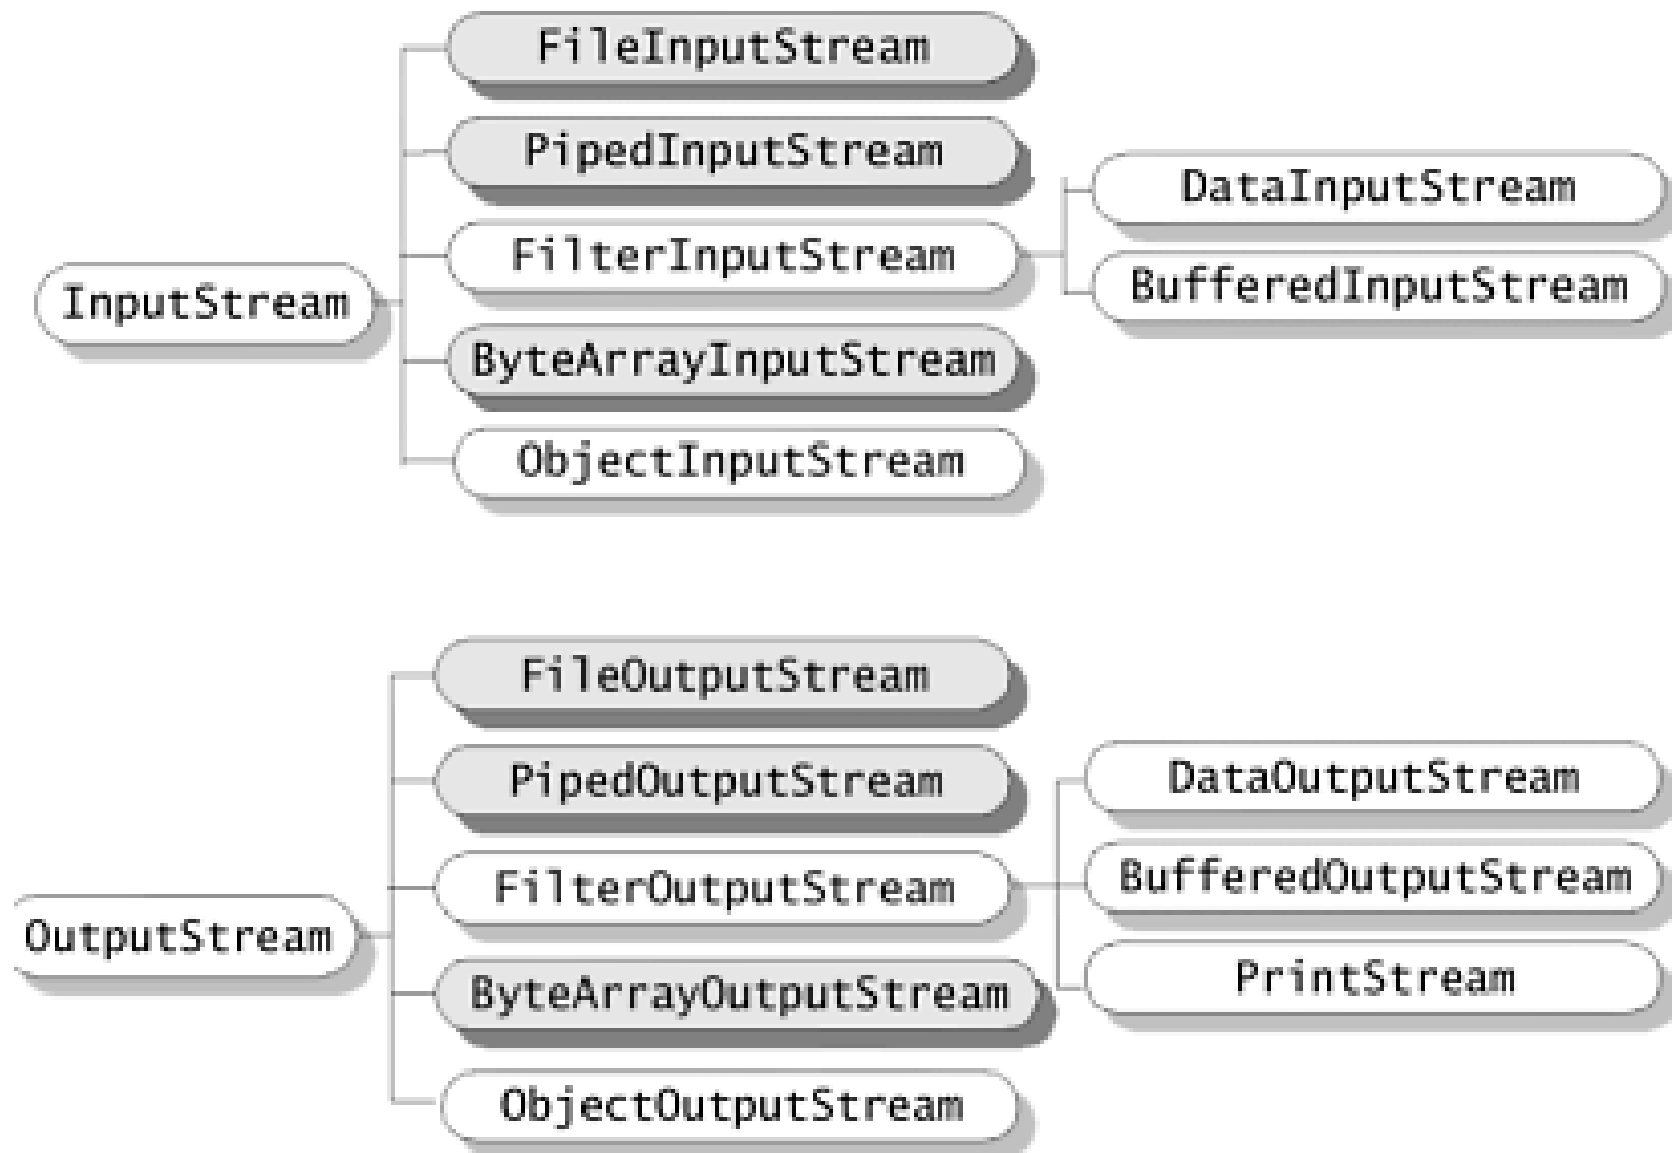 FileInputStream
PipedInputStream
DataInputStream
FilterInputStream
BufferedInputStream
InputStream
ByteArrayInputStream
ObjectInputStream
FileOutputStream
PipedOutputStream
DataOutputStream
FilterOutputStream
BufferedOutputStream
OutputStream
ByteArrayOutputStream
PrintStream
ObjectOutputStream